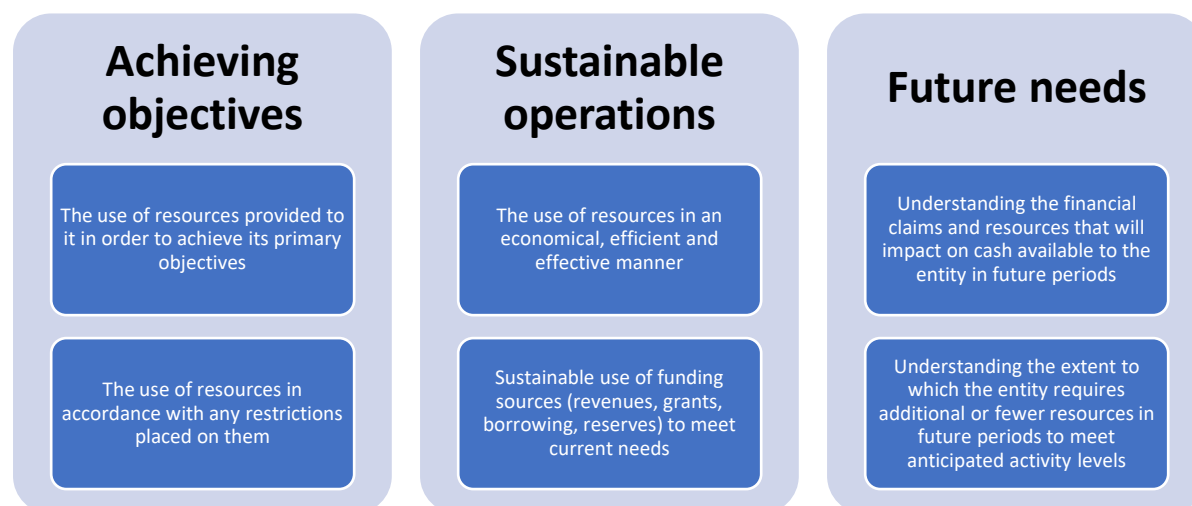 Achieving
objectives
The use of resources provided to
it in order to achieve its primary
objectives
The use of resources in
accordance with any restrictions
placed on them
Sustainable
operations
The use of resources in an
economical, efficient and
effective manner
Sustainable use of funding
sources (revenues, grants,
borrowing, reserves) to meet
current needs
Future needs
Understanding the financial
claims and resources that will
impact on cash available to the
entity in future periods
Understanding the extent to
which the entity requires
additional or fewer resources in
future periods to meet
anticipated activity levels